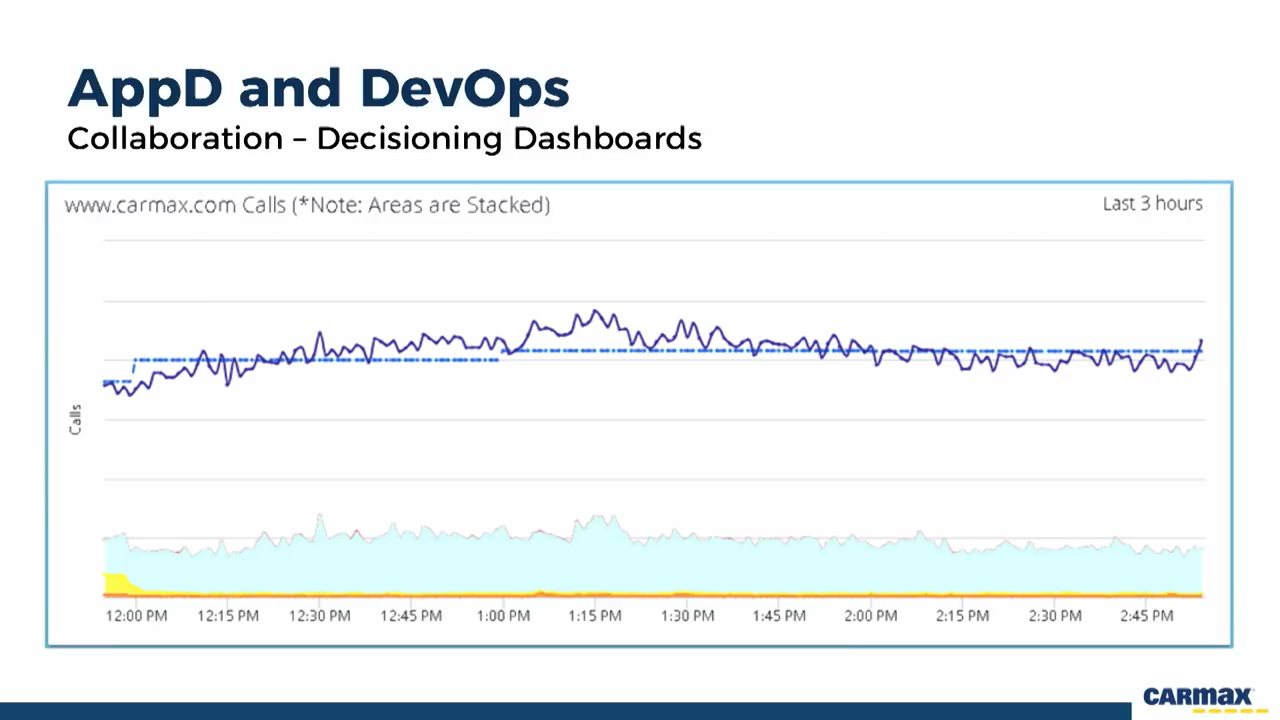 AppD and DevOps
Collaboration – Decisioning Dashboards
www.carmax.com Calls (*Note: Areas are Stacked)
Last 3 hours
Calls
12:00 PM 12:15 PM 12:30 PM 12:45 PM 1:00 PM 1:15 PM 1:30 PM 1:45 PM 2:00 PM 2:15 PM 2:30 PM 2:45 PM
CARMAX